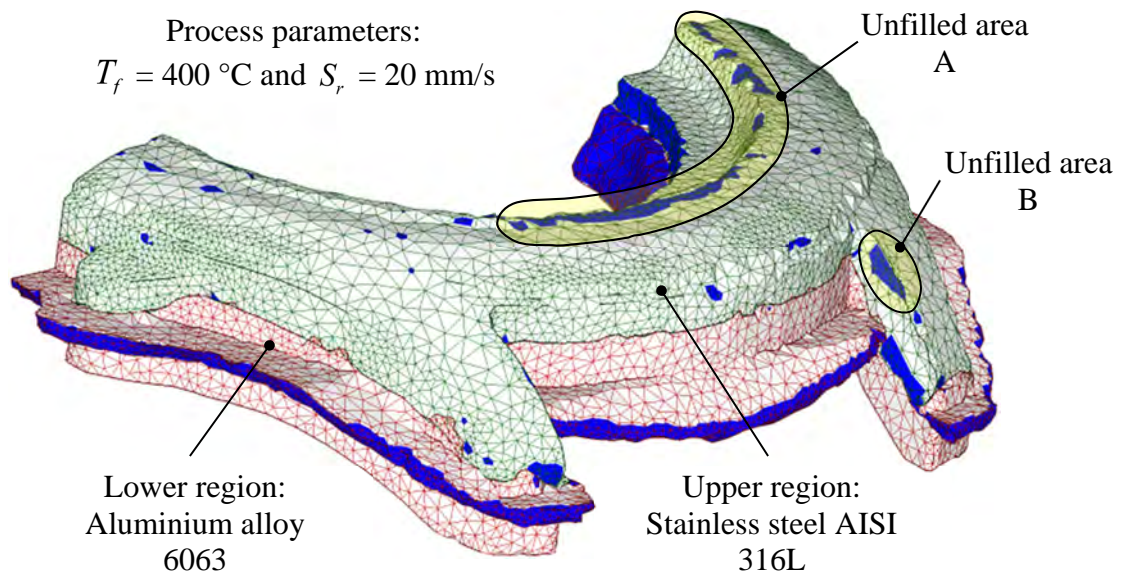 Process parameters:
T_f = 400 °C and S_r = 20 mm/s
Unfilled area
A
Unfilled area
B
Lower region:
Aluminium alloy
6063
Upper region:
Stainless steel AISI
316L